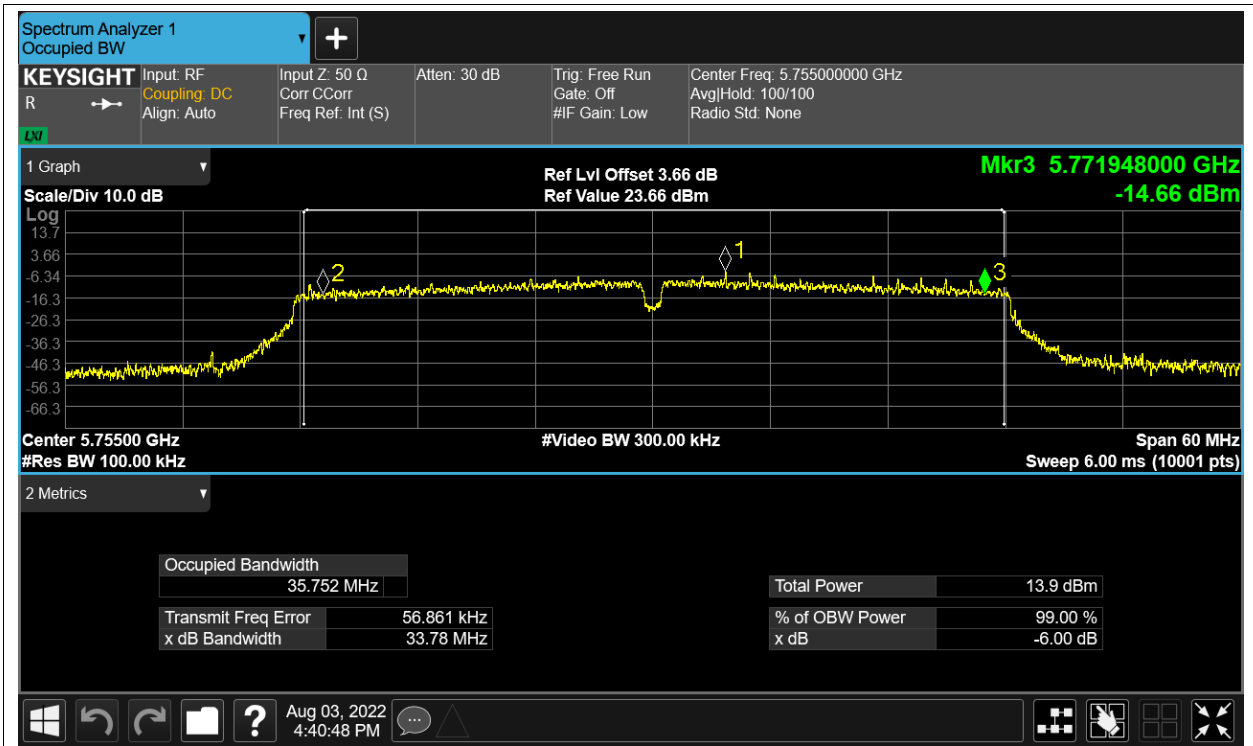 Spectrum Analyzer 1
Occupied BW
KEYSIGHT
R
LXI
Input: RF
Coupling: DC
Align: Auto
Input Z: 50 Ω
Corr CCorr
Freq Ref: Int (S)
Atten: 30 dB
Trig: Free Run
Gate: Off
#IF Gain: Low
Center Freq: 5.755000000 GHz
Avg|Hold: 100/100
Radio Std: None
1 Graph
Scale/Div 10.0 dB
Ref Lvl Offset 3.66 dB
Ref Value 23.66 dBm
Mkr3 5.771948000 GHz
-14.66 dBm
Log
13.7
3.66
-6.34
-16.3
-26.3
-36.3
-46.3
-56.3
-66.3
2
1
3
Center 5.75500 GHz
#Res BW 100.00 kHz
#Video BW 300.00 kHz
Span 60 MHz
Sweep 6.00 ms (10001 pts)
2 Metrics
Occupied Bandwidth
35.752 MHz
Transmit Freq Error 56.861 kHz
x dB Bandwidth 33.78 MHz
Total Power 13.9 dBm
% of OBW Power 99.00 %
x dB -6.00 dB
?
Aug 03, 2022
4:40:48 PM